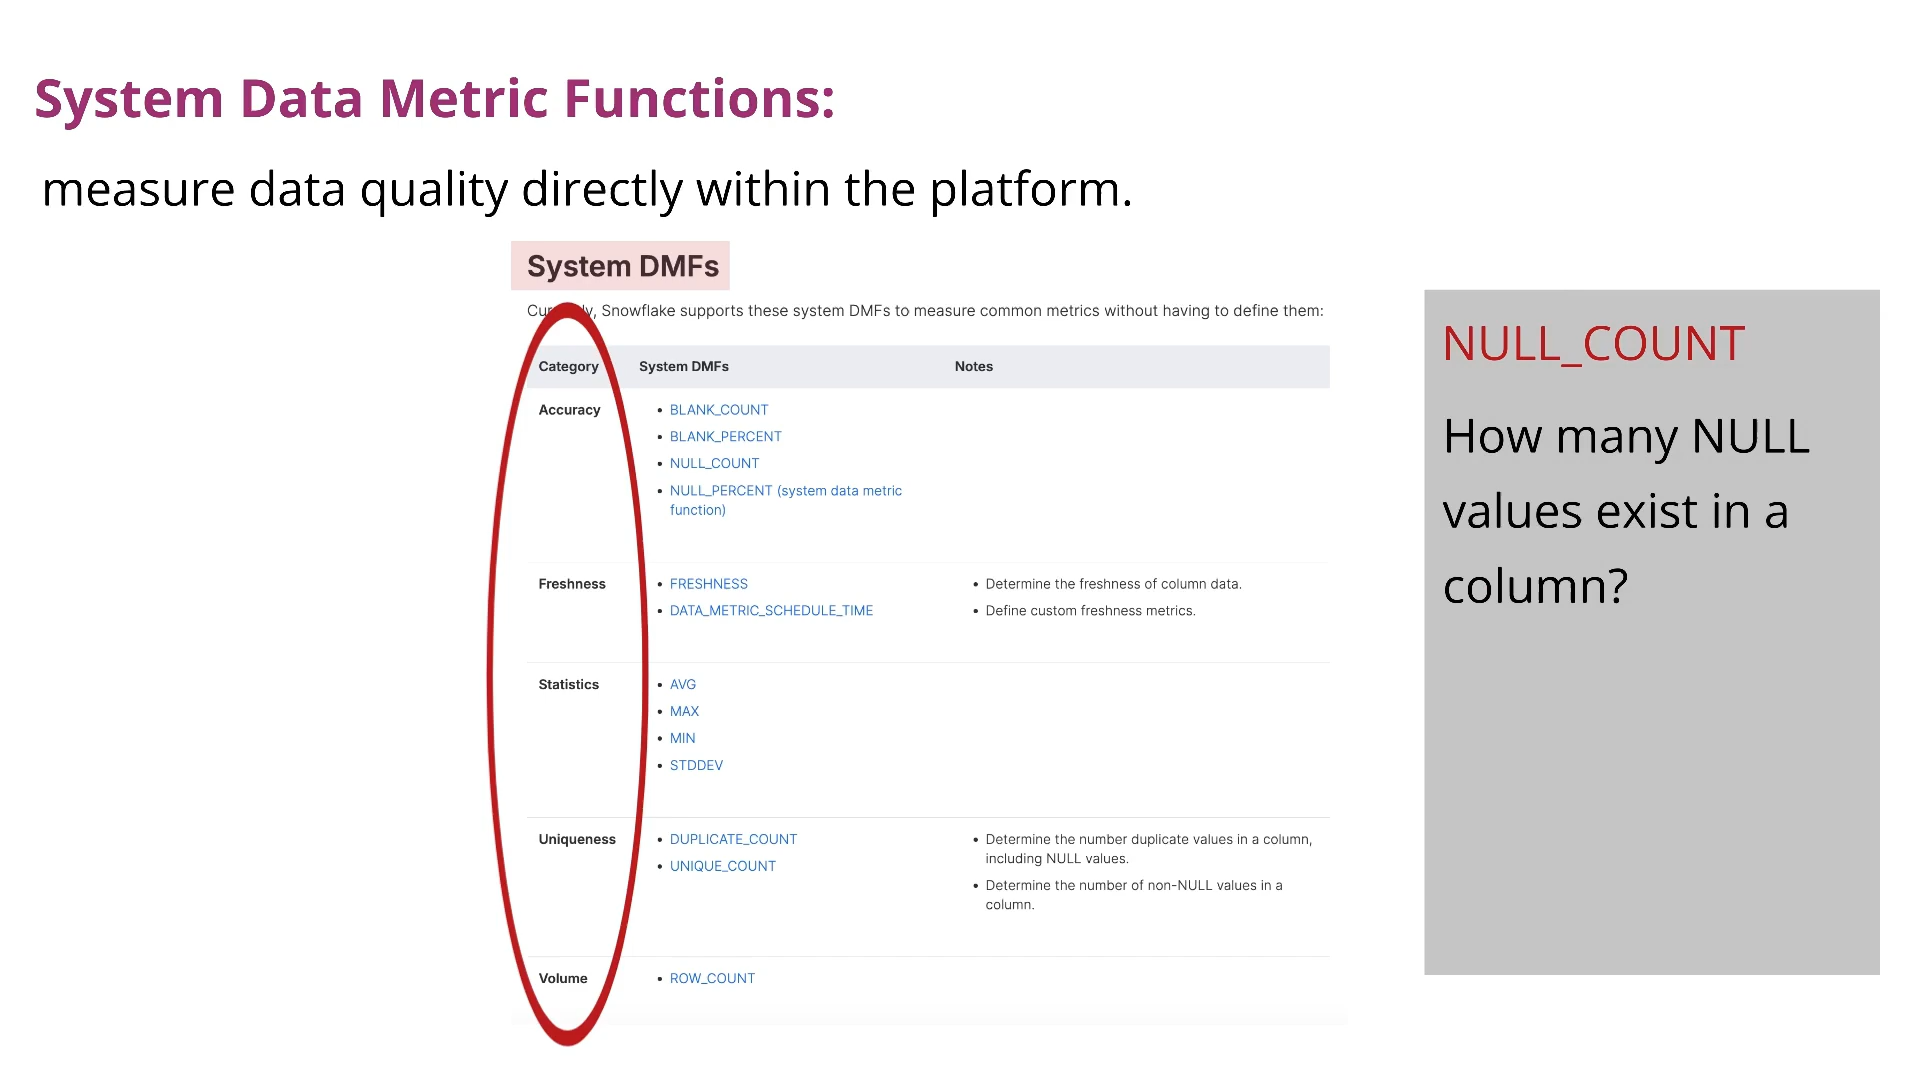 System Data Metric Functions:
measure data quality directly within the platform.
System DMFs
Snowflake supports these system DMFs to measure common metrics without having to define them:
Category System DMFs Notes
Accuracy • BLANK_COUNT
• BLANK_PERCENT
• NULL_COUNT
• NULL_PERCENT (system data metric
function)
Freshness • FRESHNESS • Determine the freshness of column data.
• DATA_METRIC_SCHEDULE_TIME • Define custom freshness metrics.
Statistics • AVG
• MAX
• MIN
• STDDEV
Uniqueness • DUPLICATE_COUNT • Determine the number duplicate values in a column,
including NULL values.
• UNIQUE_COUNT • Determine the number of non-NULL values in a
column.
Volume • ROW_COUNT
NULL_COUNT
How many NULL
values exist in a
column?